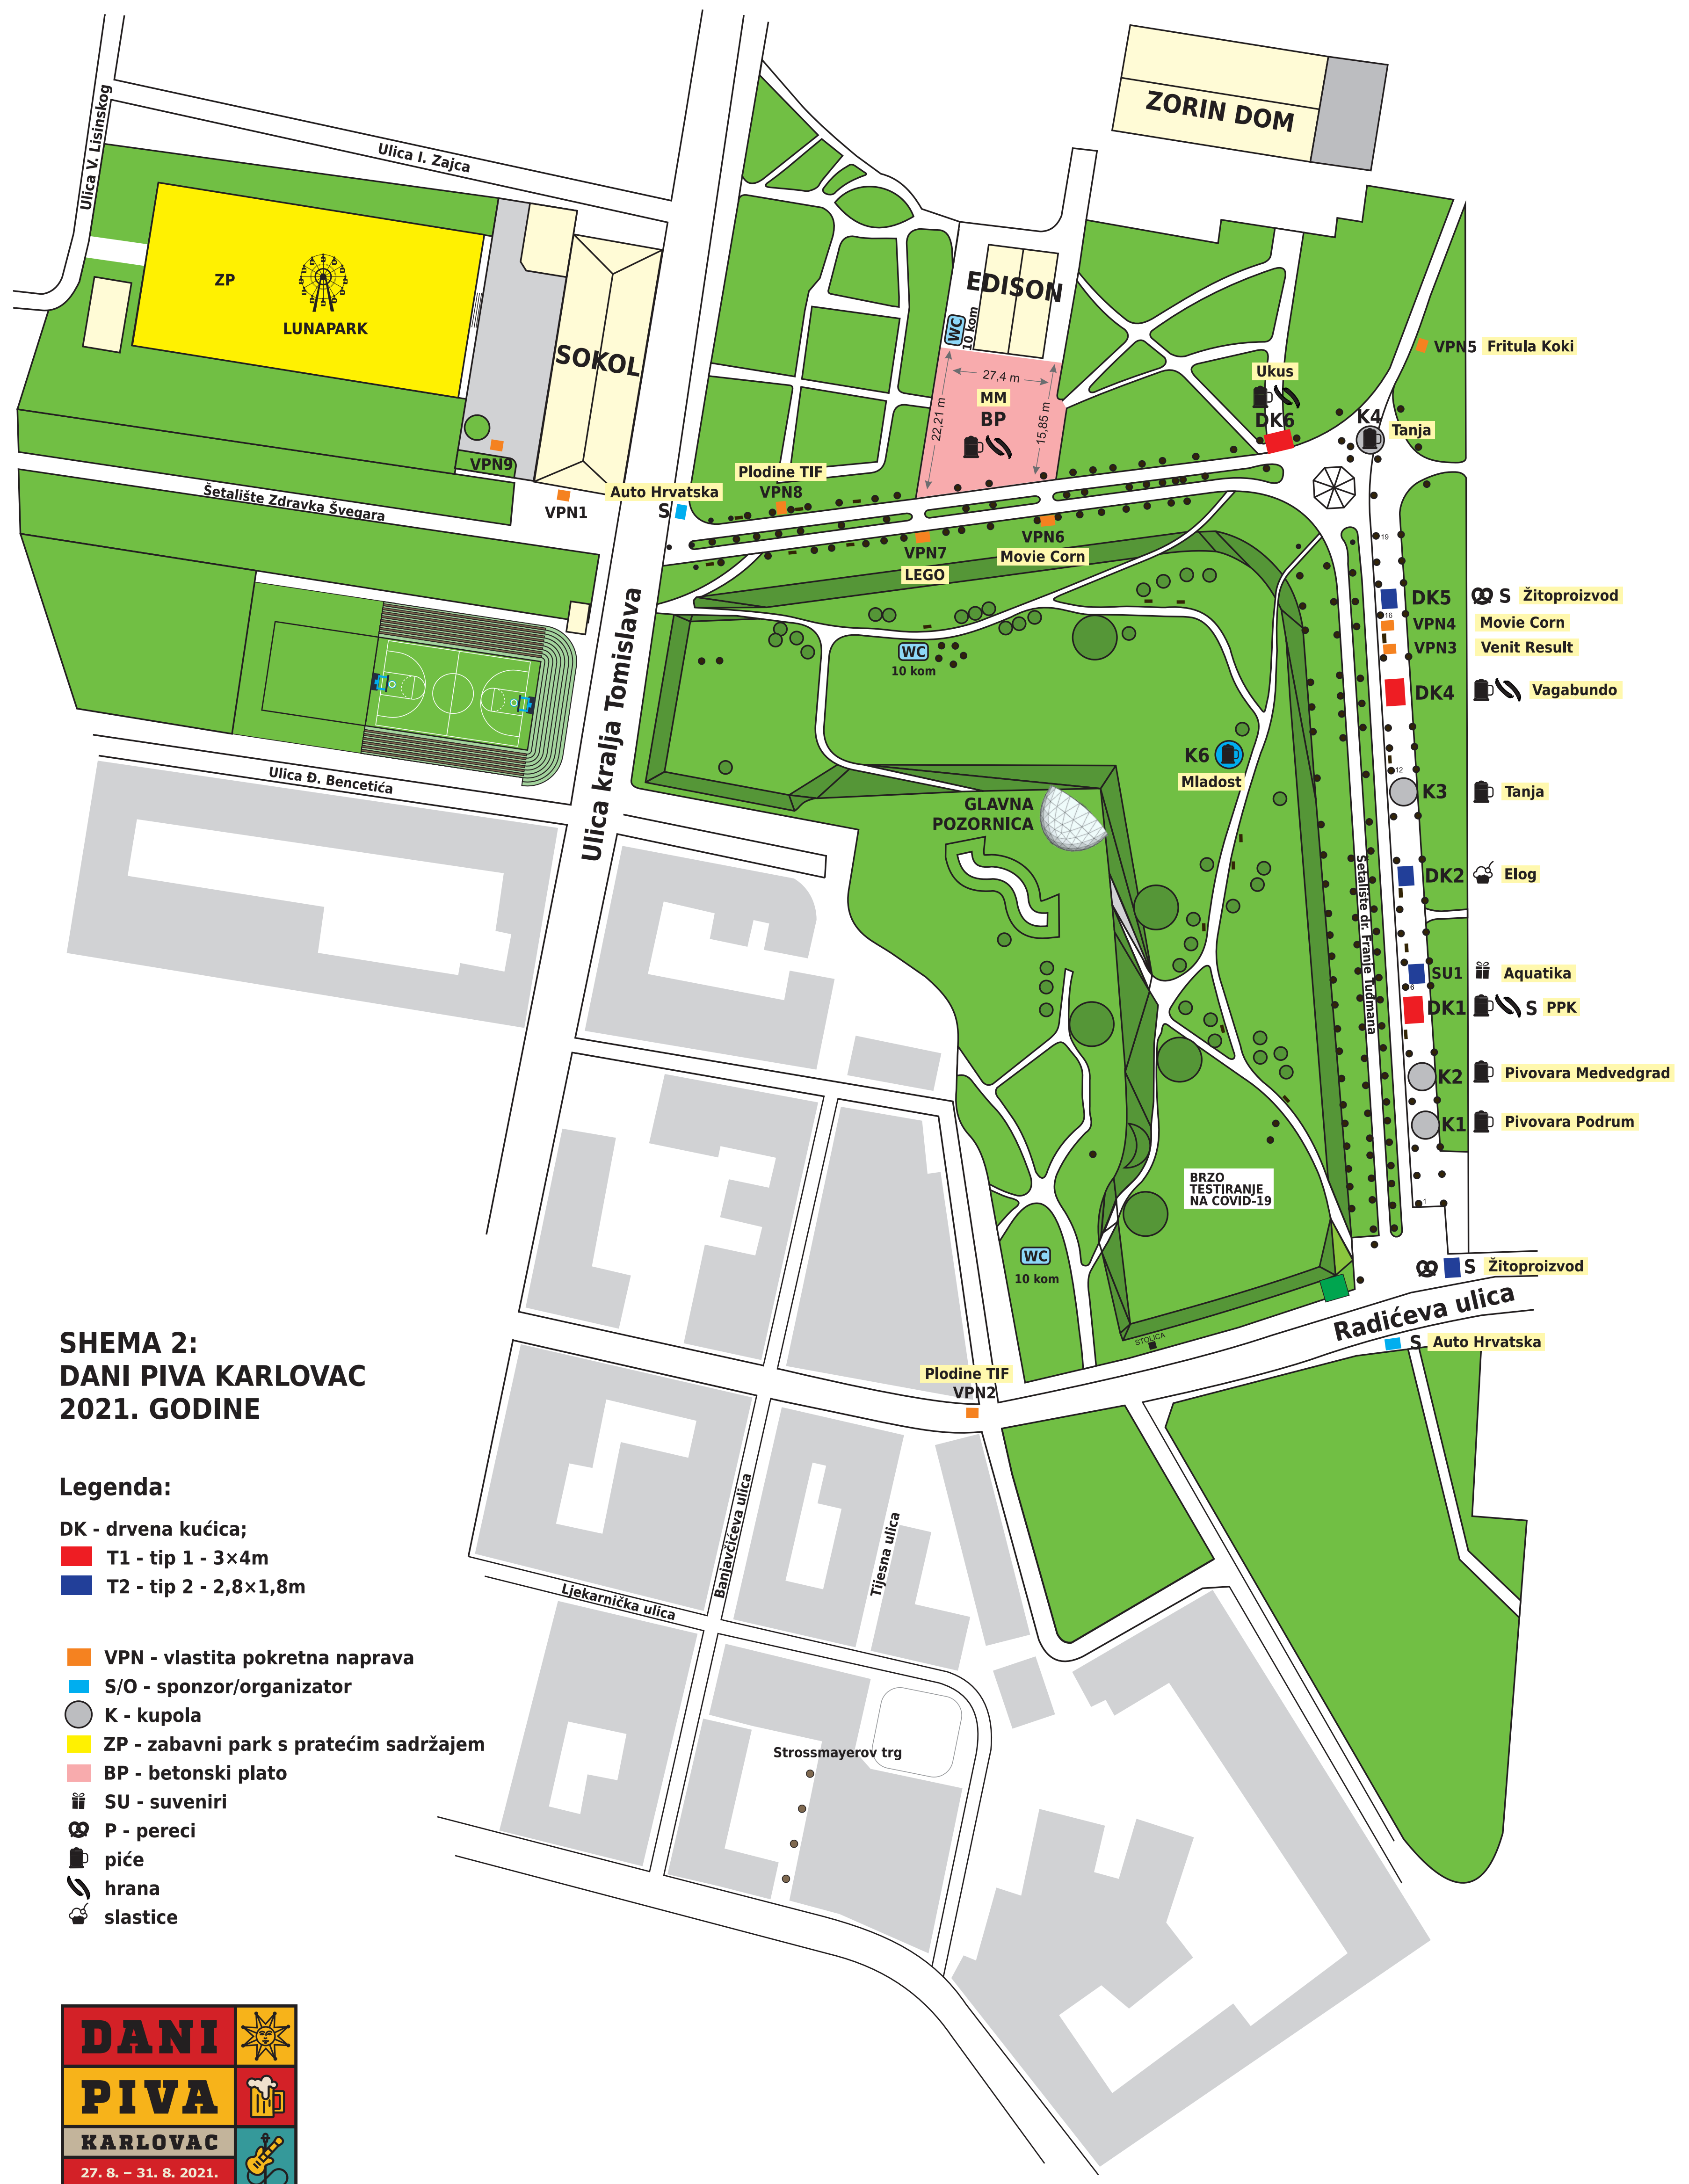 ZORIN DOM
Ulica V. Lisinskog
Ulica I. Zajca
ZP
LUNAPARK
SOKOL
EDISON
WC
10 kom
27,4 m
22,21 m
15,85 m
MM
BP
VPN5 Fritula Koki
Ukus
DK6
K4
Tanja
VPN9
VPN1
Auto Hrvatska
S
Plodine TIF
VPN8
VPN7
LEGO
VPN6
Movie Corn
Šetalište Zdravka Švegara
19
DK5 S Žitoproizvod
16
VPN4 Movie Corn
VPN3 Venit Result
DK4 Vagabundo
WC
10 kom
K6
Mladost
12
K3 Tanja
Ulica kralja Tomislava
Ulica Đ. Bencetića
GLAVNA
POZORNICA
DK2 Elog
Šetalište dr. Franje Tuđmana
SU1 Aquatika
6
DK1 S PPK
K2 Pivovara Medvedgrad
K1 Pivovara Podrum
BRZO
TESTIRANJE
NA COVID-19
1
WC
10 kom
S Žitoproizvod
Radićeva ulica
S Auto Hrvatska
STOLICA
Plodine TIF
VPN2
Banjavčićeva ulica
Tijesna ulica
Ljekarnička ulica
Strossmayerov trg
SHEMA 2:
DANI PIVA KARLOVAC
2021. GODINE
Legenda:
DK - drvena kućica;
T1 - tip 1 - 3×4m
T2 - tip 2 - 2,8×1,8m
VPN - vlastita pokretna naprava
S/O - sponzor/organizator
K - kupola
ZP - zabavni park s pratećim sadržajem
BP - betonski plato
SU - suveniri
P - pereci
piće
hrana
slastice
DANI
PIVA
KARLOVAC
27. 8. – 31. 8. 2021.